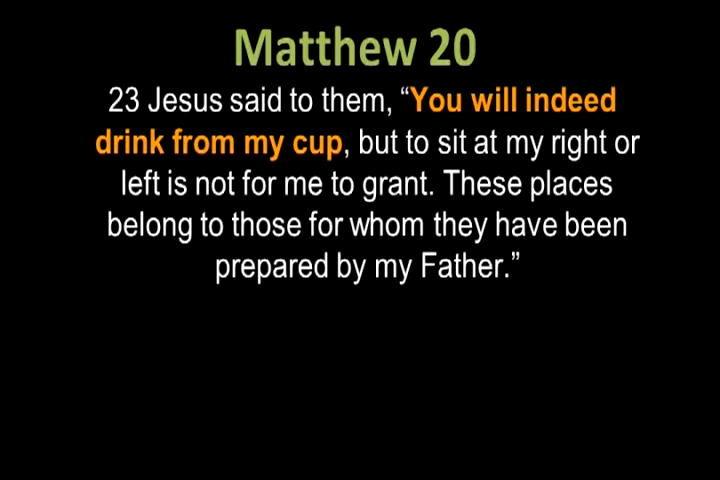 Matthew 20
23 Jesus said to them, “You will indeed
drink from my cup, but to sit at my right or
left is not for me to grant. These places
belong to those for whom they have been
prepared by my Father.”